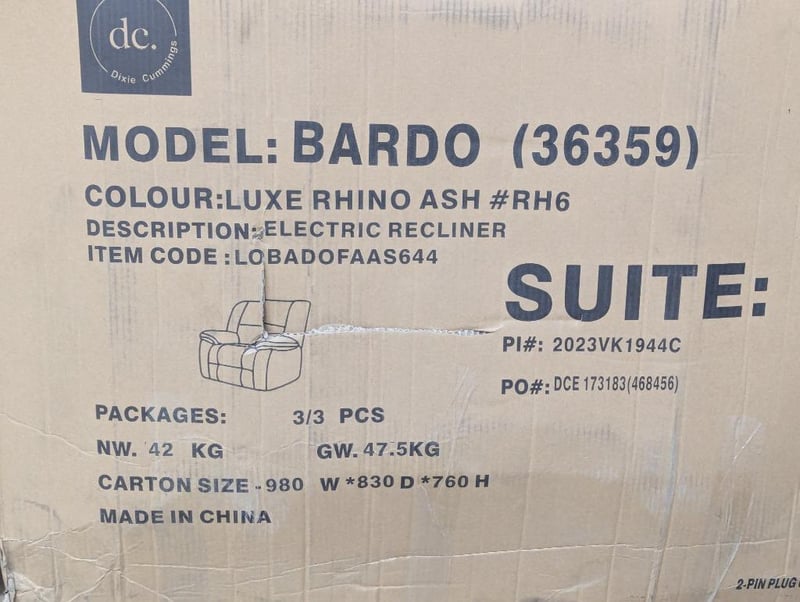 dc.
Dixie Cummings
MODEL: BARDO (36359)
COLOUR:LUXE RHINO ASH #RH6
DESCRIPTION:ELECTRIC RECLINER
ITEM CODE :LOBADOFAAS644
SUITE:
PI#: 2023VK1944C
PO#:DCE 173183(468456)
PACKAGES: 3/3 PCS
NW. 42 KG GW. 47.5KG
CARTON SIZE - 980 W *830 D *760 H
MADE IN CHINA
2-PIN PLUG